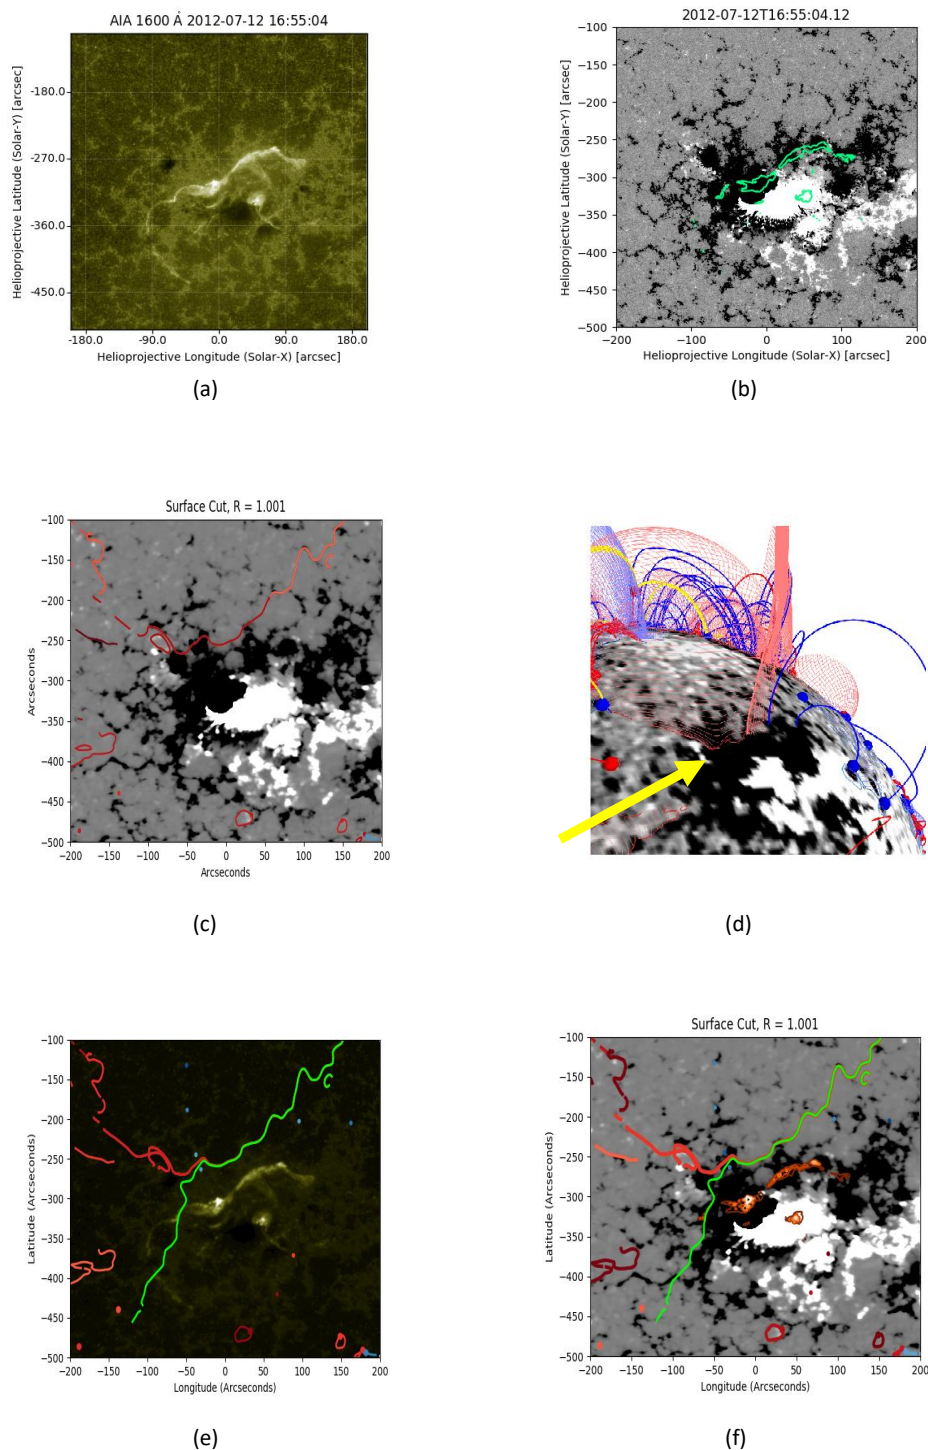 AIA 1600 Å 2012-07-12 16:55:04
Helioprojective Latitude (Solar-Y) [arcsec]
-180.0
-270.0
-360.0
-450.0
-180.0 -90.0 0.0 90.0 180.0
Helioprojective Longitude (Solar-X) [arcsec]
(a)
2012-07-12T16:55:04.12
Helioprojective Latitude (Solar-Y) [arcsec]
−100
−150
−200
−250
−300
−350
−400
−450
−500
−200 −100 0 100 200
Helioprojective Longitude (Solar-X) [arcsec]
(b)
Surface Cut, R = 1.001
Arcseconds
−100
−150
−200
−250
−300
−350
−400
−450
−500
−200 −150 −100 −50 0 50 100 150 200
Arcseconds
(c)
(d)
Latitude (Arcseconds)
−100
−150
−200
−250
−300
−350
−400
−450
−500
−200 −150 −100 −50 0 50 100 150 200
Longitude (Arcseconds)
(e)
Surface Cut, R = 1.001
Latitude (Arcseconds)
−100
−150
−200
−250
−300
−350
−400
−450
−500
−200 −150 −100 −50 0 50 100 150 200
Longitude (Arcseconds)
(f)